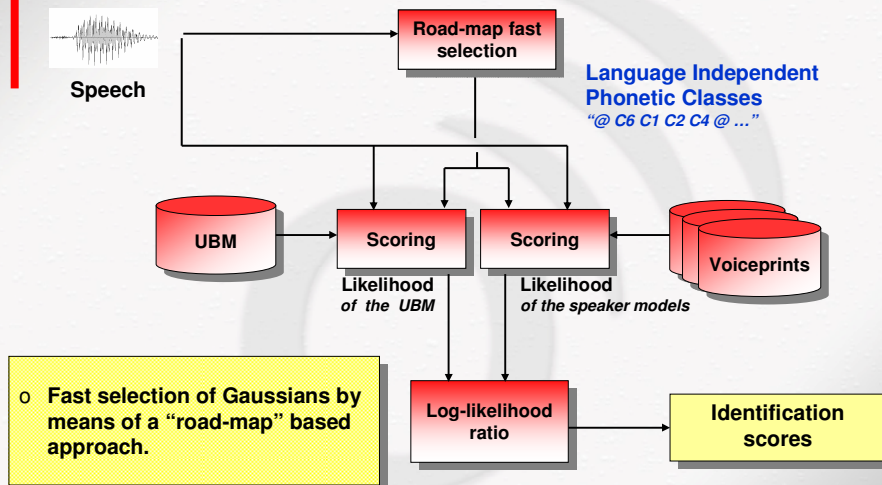 Road-map fast
selection
Speech
Language Independent
Phonetic Classes
“@ C6 C1 C2 C4 @ …”
UBM
Scoring
Scoring
Voiceprints
Likelihood
of the UBM
Likelihood
of the speaker models
o Fast selection of Gaussians by
means of a “road-map” based
approach.
Log-likelihood
ratio
Identification
scores